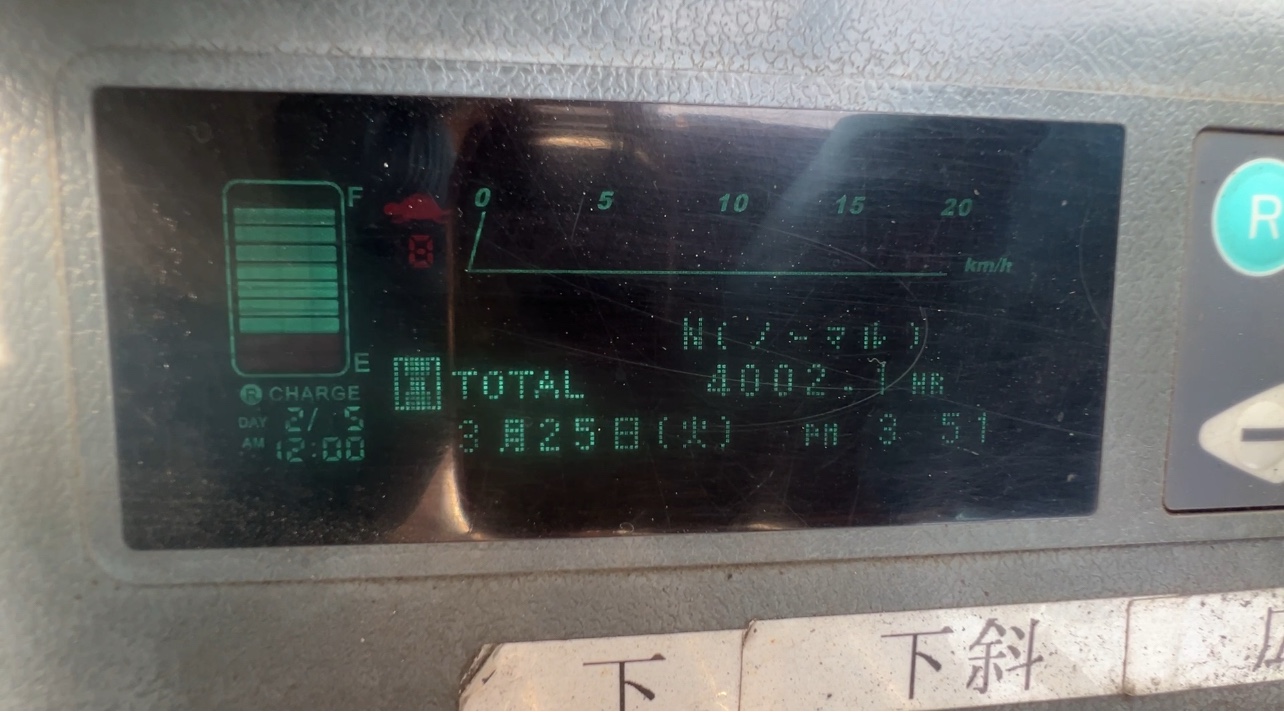 F
0 5 10 15 20
km/h
N(ノーマル)
E
TOTAL 4002.1 HR
R CHARGE
DAY 2/ 5
3月25日(火) PM 3 51
AM 12:00
R
下
下斜